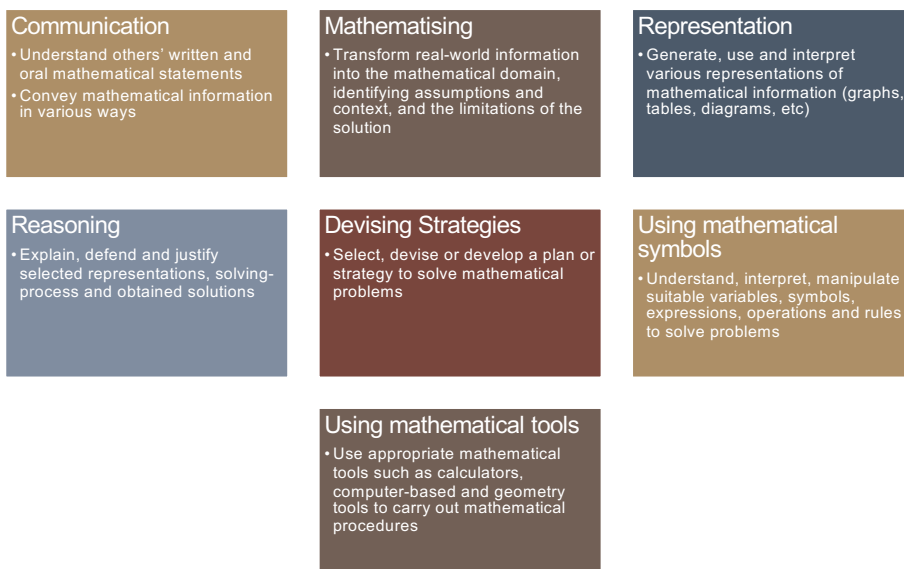 Communication
• Understand others' written and
oral mathematical statements
• Convey mathematical information
in various ways
Mathematising
• Transform real-world information
into the mathematical domain,
identifying assumptions and
context, and the limitations of the
solution
Representation
• Generate, use and interpret
various representations of
mathematical information (graphs,
tables, diagrams, etc)
Reasoning
• Explain, defend and justify
selected representations, solving-
process and obtained solutions
Devising Strategies
• Select, devise or develop a plan or
strategy to solve mathematical
problems
Using mathematical
symbols
• Understand, interpret, manipulate
suitable variables, symbols,
expressions, operations and rules
to solve problems
Using mathematical tools
• Use appropriate mathematical
tools such as calculators,
computer-based and geometry
tools to carry out mathematical
procedures